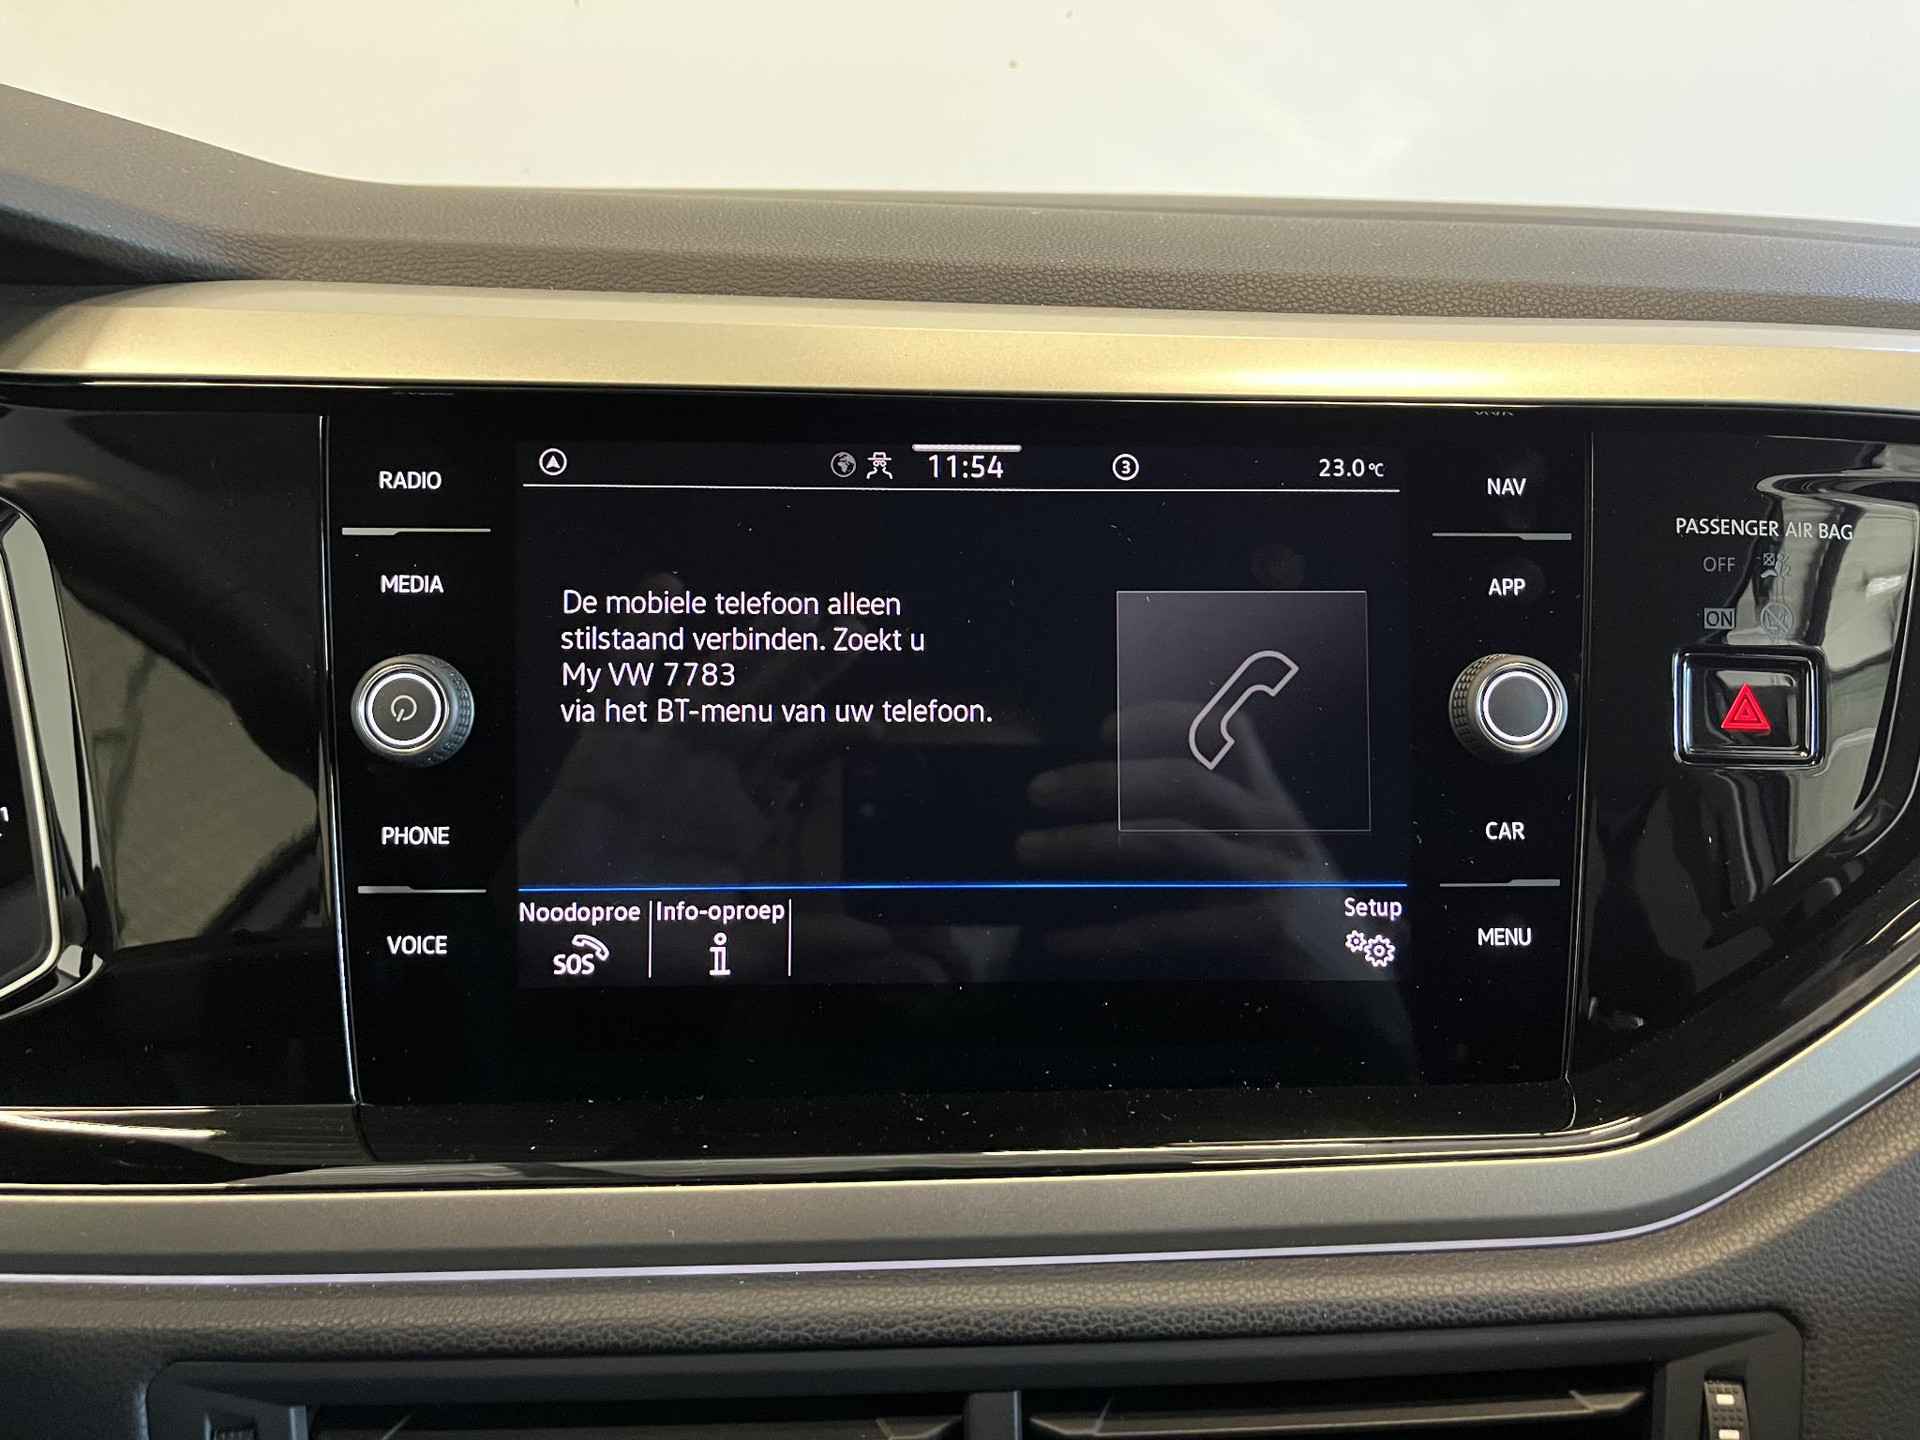 RADIO
MEDIA
PHONE
VOICE
11:54
3
23.0°C
De mobiele telefoon alleen
stilstaand verbinden. Zoekt u
My VW 7783
via het BT-menu van uw telefoon.
Noodoproe
SOS
Info-oproep
i
Setup
NAV
APP
CAR
MENU
PASSENGER AIR BAG
OFF
ON